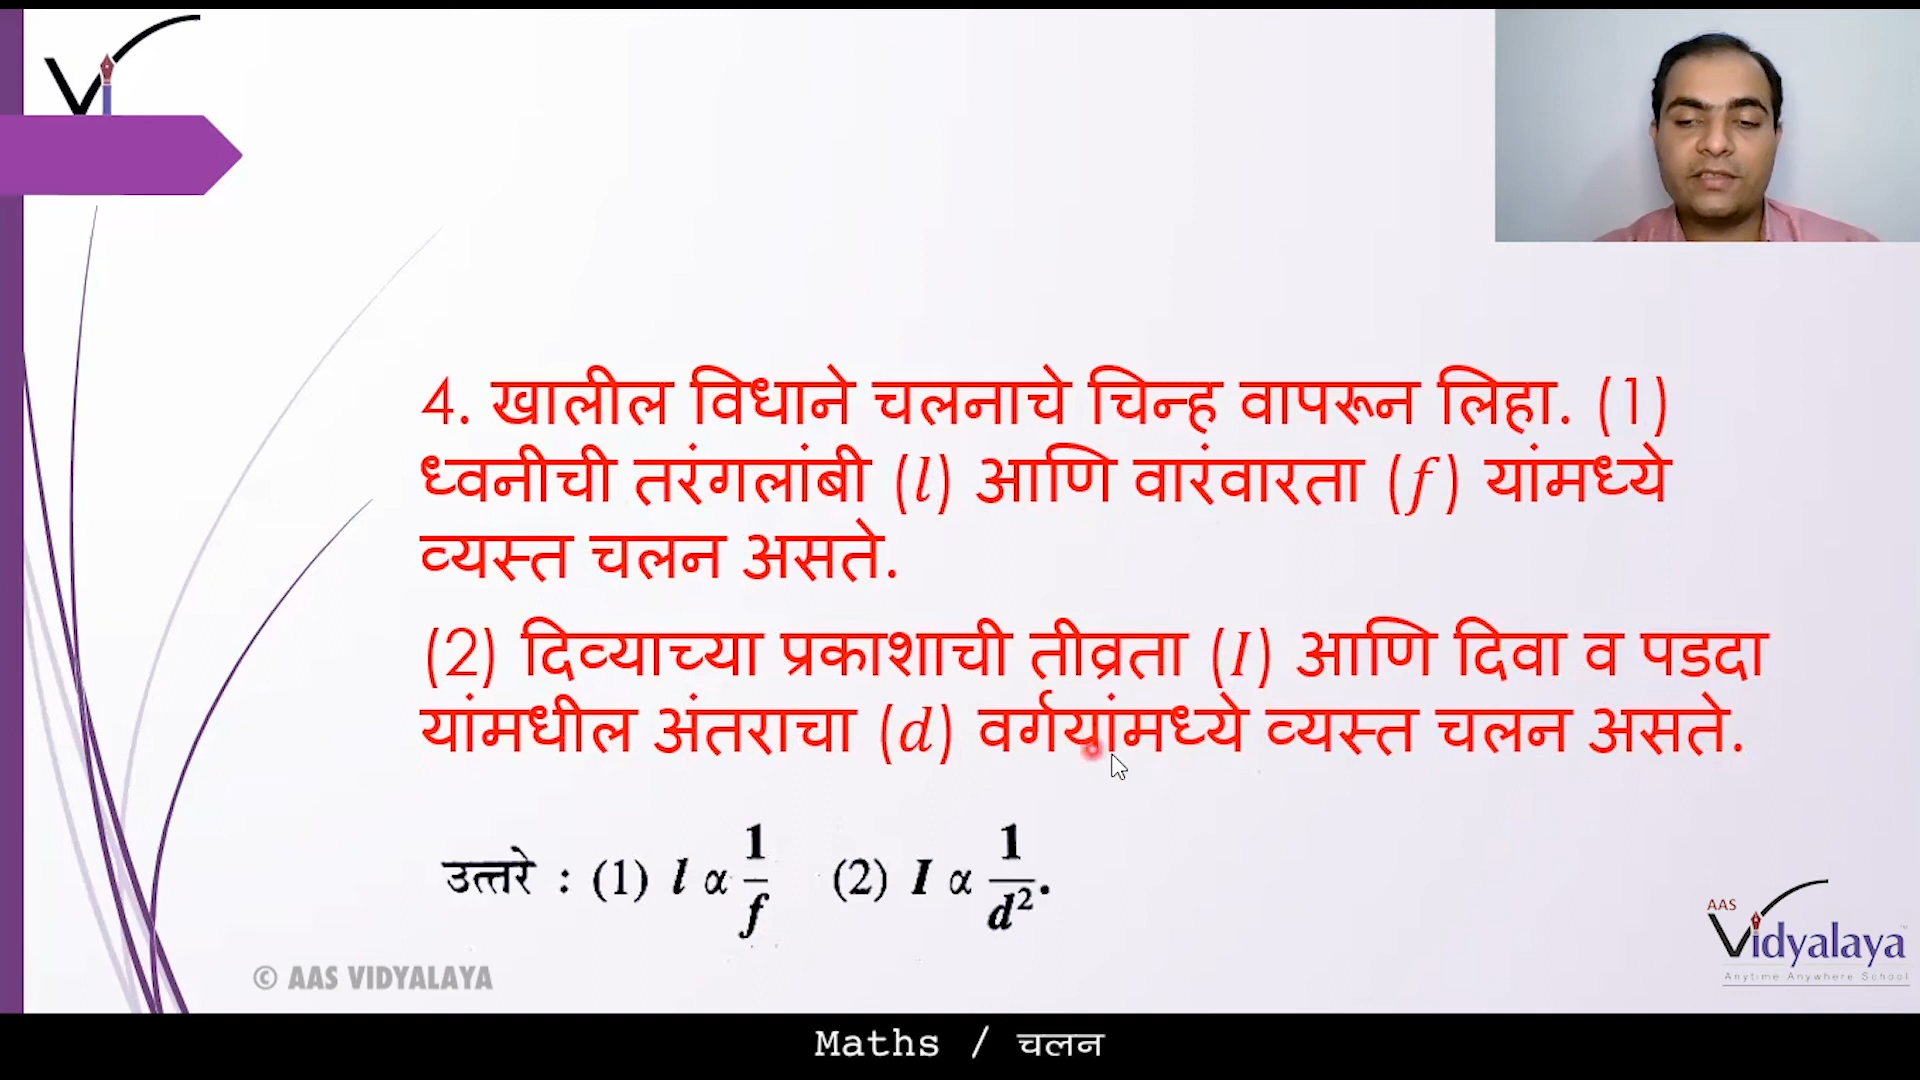 Vi
4. खालील विधाने चलनाचे चिन्ह वापरून लिहा. (1)
ध्वनीची तरंगलांबी (l) आणि वारंवारता (f) यांमध्ये
व्यस्त चलन असते.
(2) दिव्याच्या प्रकाशाची तीव्रता (I) आणि दिवा व पडदा
यांमधील अंतराचा (d) वर्गयांमध्ये व्यस्त चलन असते.
उत्तरे : (1) l ∝ 1/f (2) I ∝ 1/d².
AAS
Vidyalaya
Anytime Anywhere School
© AAS VIDYALAYA
Maths / चलन